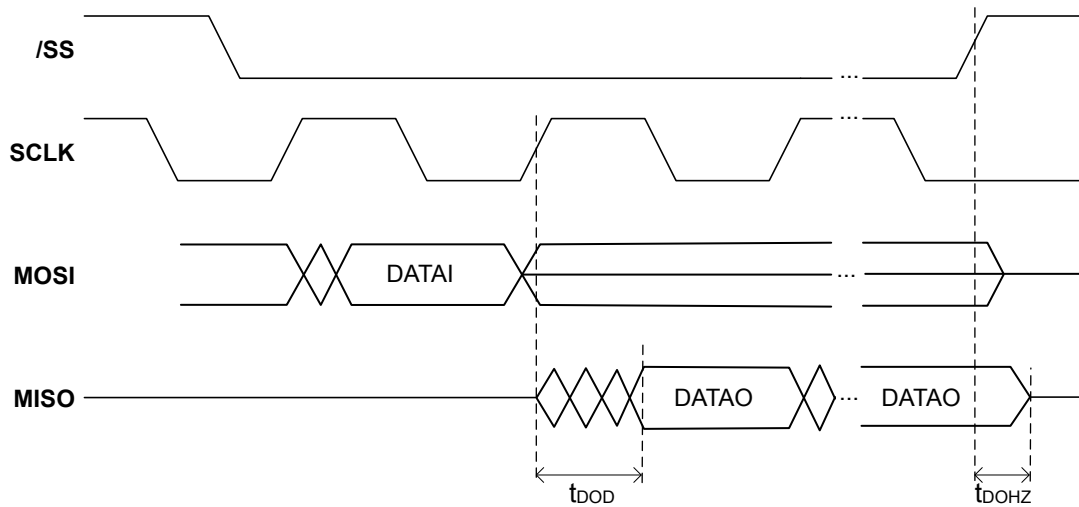 /SS
...
SCLK
...
MOSI
DATAI
...
MISO
DATAO
...
DATAO
tDOD
tDOHZ